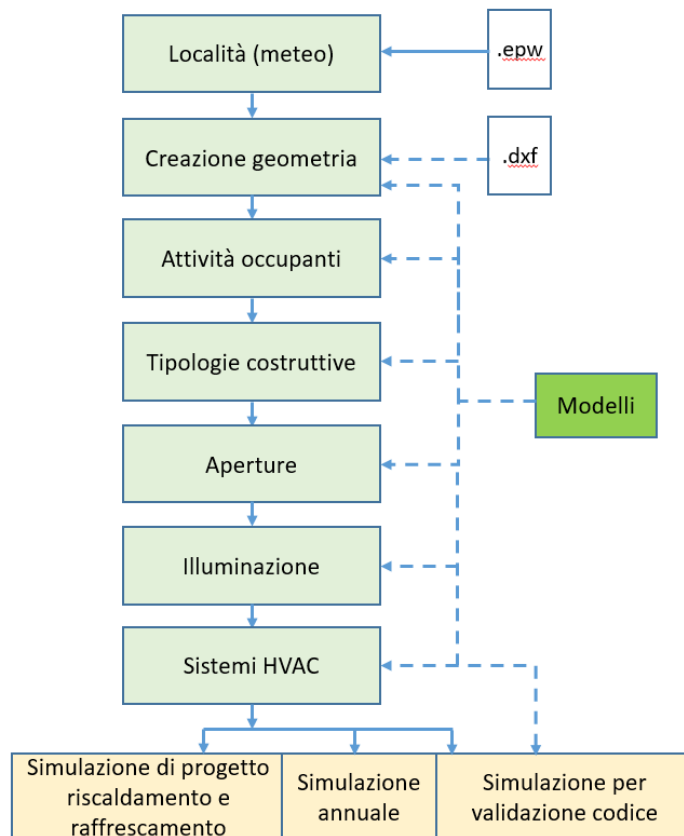 Località (meteo)
.epw
Creazione geometria
.dxf
Attività occupanti
Tipologie costruttive
Modelli
Aperture
Illuminazione
Sistemi HVAC
Simulazione di progetto
riscaldamento e
raffrescamento
Simulazione
annuale
Simulazione per
validazione codice